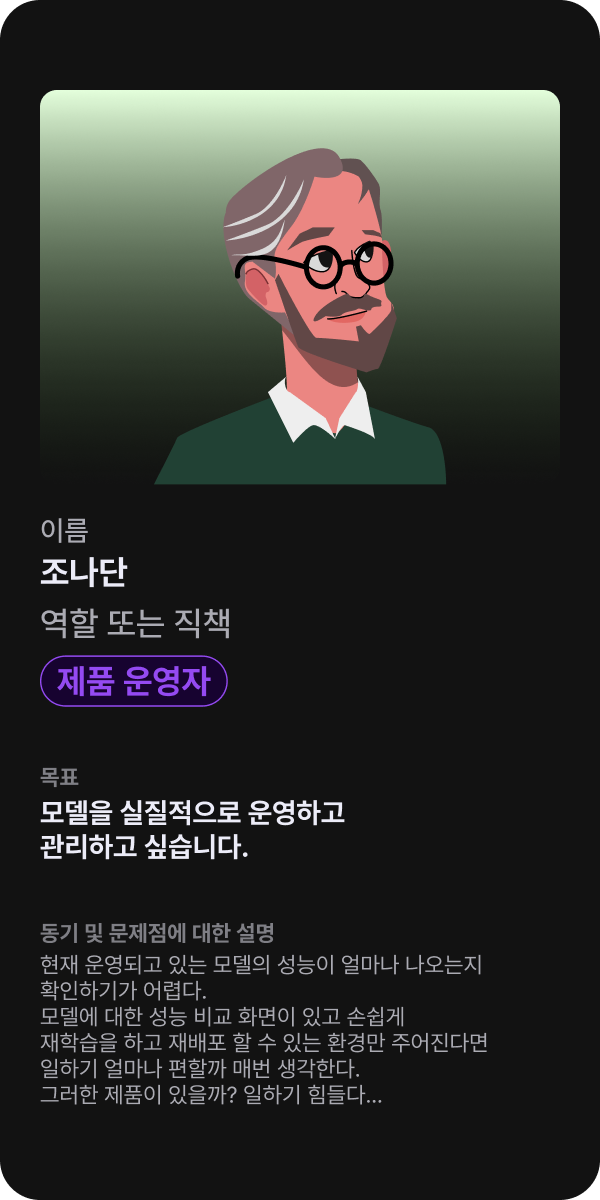 이름
조나단
역할 또는 직책
제품 운영자
목표
모델을 실질적으로 운영하고
관리하고 싶습니다.
동기 및 문제점에 대한 설명
현재 운영되고 있는 모델의 성능이 얼마나 나오는지
확인하기가 어렵다.
모델에 대한 성능 비교 화면이 있고 손쉽게
재학습을 하고 재배포 할 수 있는 환경만 주어진다면
일하기 얼마나 편할까 매번 생각한다.
그러한 제품이 있을까? 일하기 힘들다...